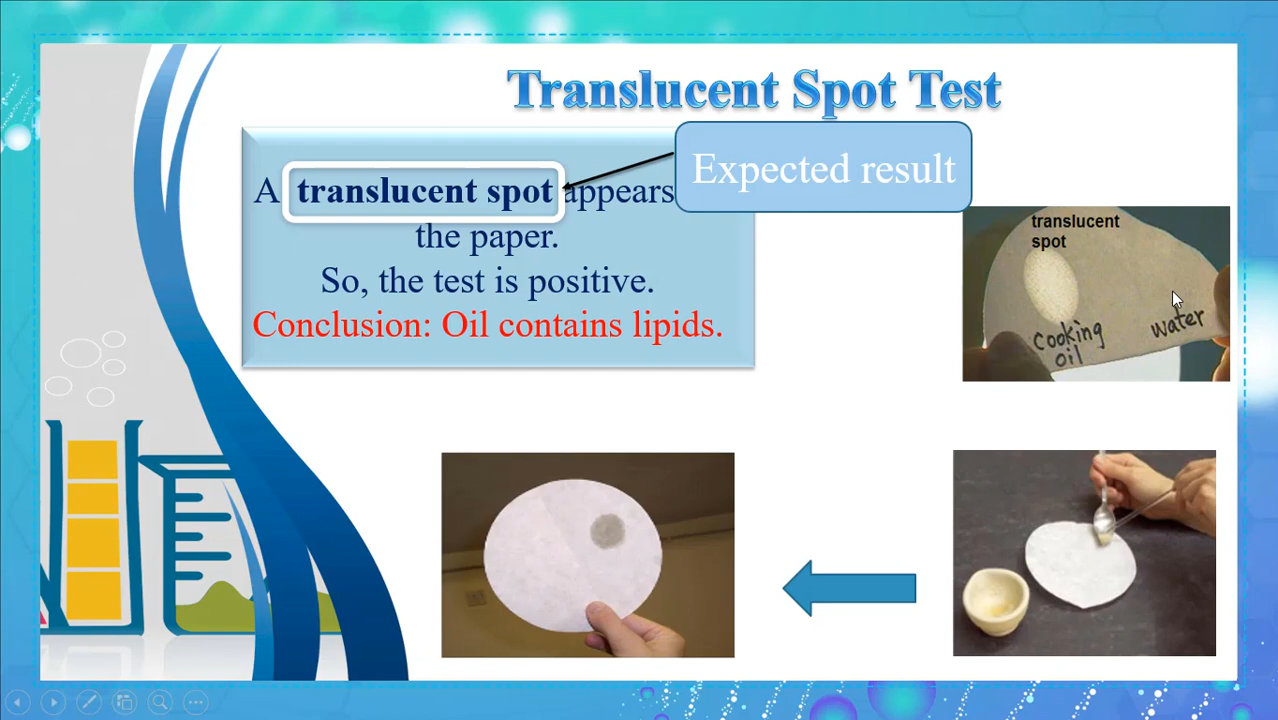 Translucent Spot Test
Expected result
A translucent spot appears
the paper.
So, the test is positive.
Conclusion: Oil contains lipids.
translucent
spot
cooking
oil
water